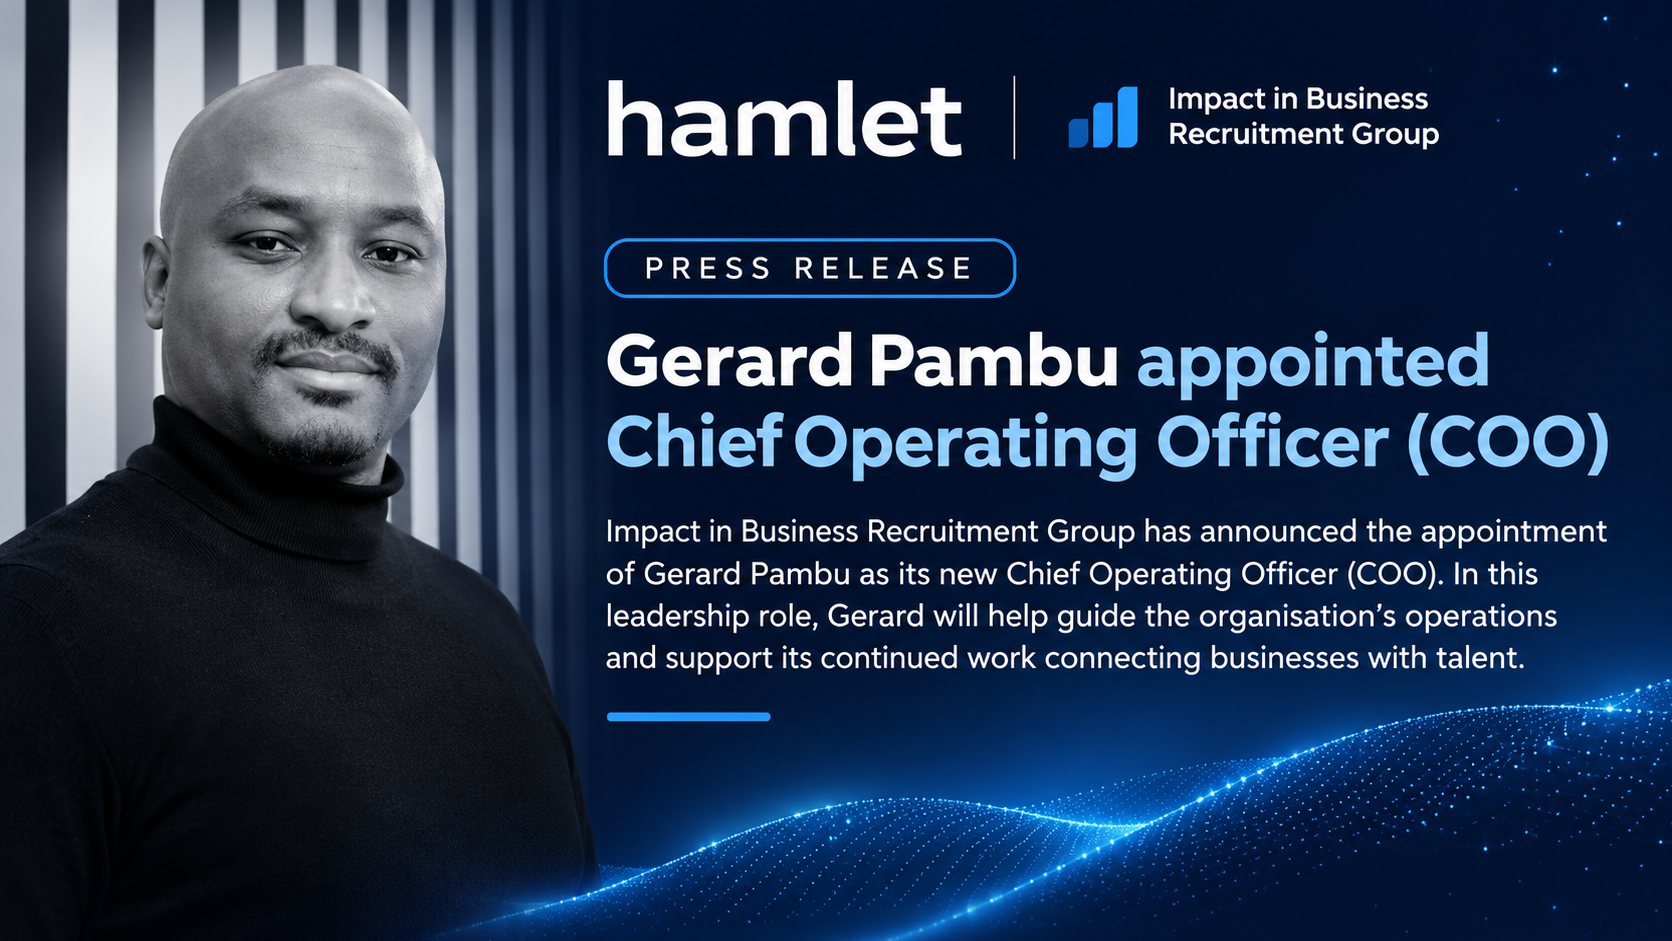 hamlet
Impact in Business
Recruitment Group
PRESS RELEASE
Gerard Pambu appointed
Chief Operating Officer (COO)
Impact in Business Recruitment Group has announced the appointment
of Gerard Pambu as its new Chief Operating Officer (COO). In this
leadership role, Gerard will help guide the organisation’s operations
and support its continued work connecting businesses with talent.